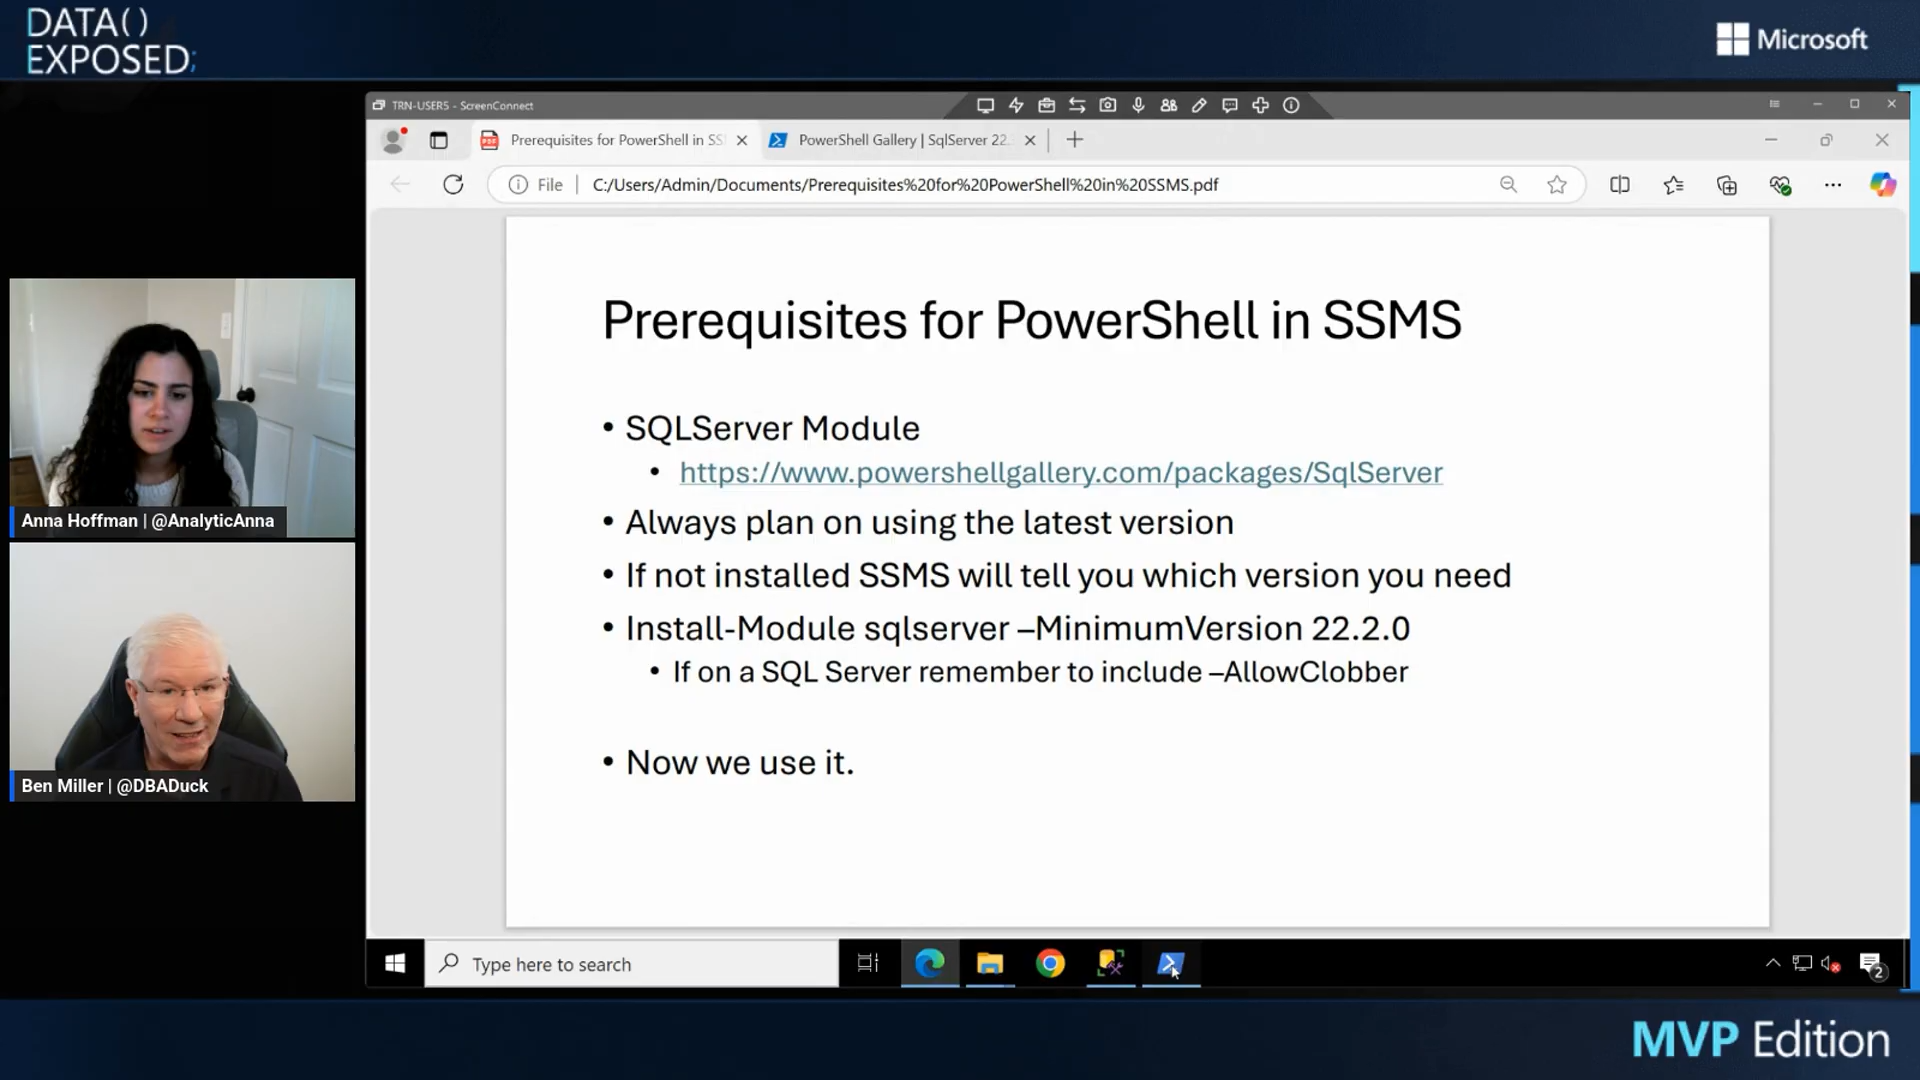 DATA()
EXPOSED;
Microsoft
TRN-USERS - ScreenConnect
Prerequisites for PowerShell in SS
PowerShell Gallery | SqlServer 22.
File
C:/Users/Admin/Documents/Prerequisites%20for%20PowerShell%20in%20SSMS.pdf
Prerequisites for PowerShell in SSMS
• SQLServer Module
• https://www.powershellgallery.com/packages/SqlServer
• Always plan on using the latest version
• If not installed SSMS will tell you which version you need
• Install-Module sqlserver –MinimumVersion 22.2.0
• If on a SQL Server remember to include –AllowClobber
• Now we use it.
Anna Hoffman | @AnalyticAnna
Ben Miller | @DBADuck
Type here to search
2
MVP Edition